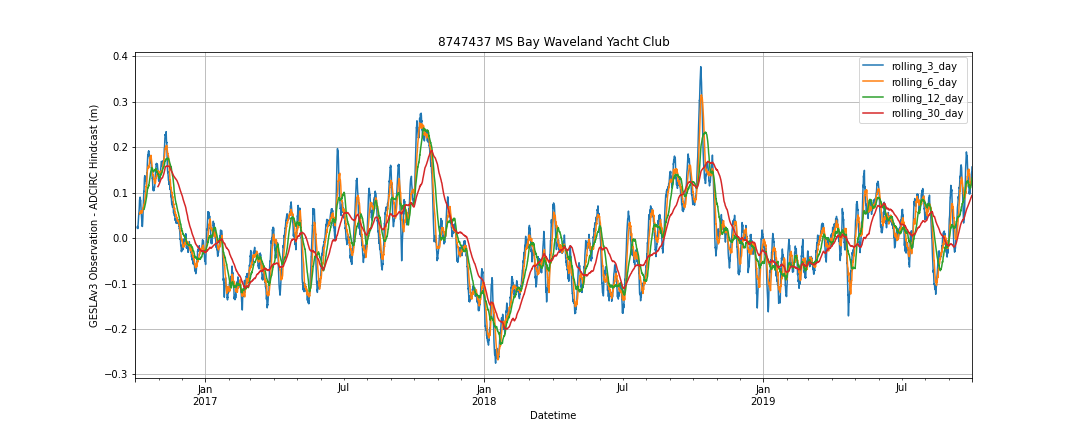 8747437 MS Bay Waveland Yacht Club
GESLAv3 Observation - ADCIRC Hindcast (m)
0.4
0.3
0.2
0.1
0.0
−0.1
−0.2
−0.3
rolling_3_day
rolling_6_day
rolling_12_day
rolling_30_day
Jan Jul Jan Jul Jan Jul
2017 2018 2019
Datetime